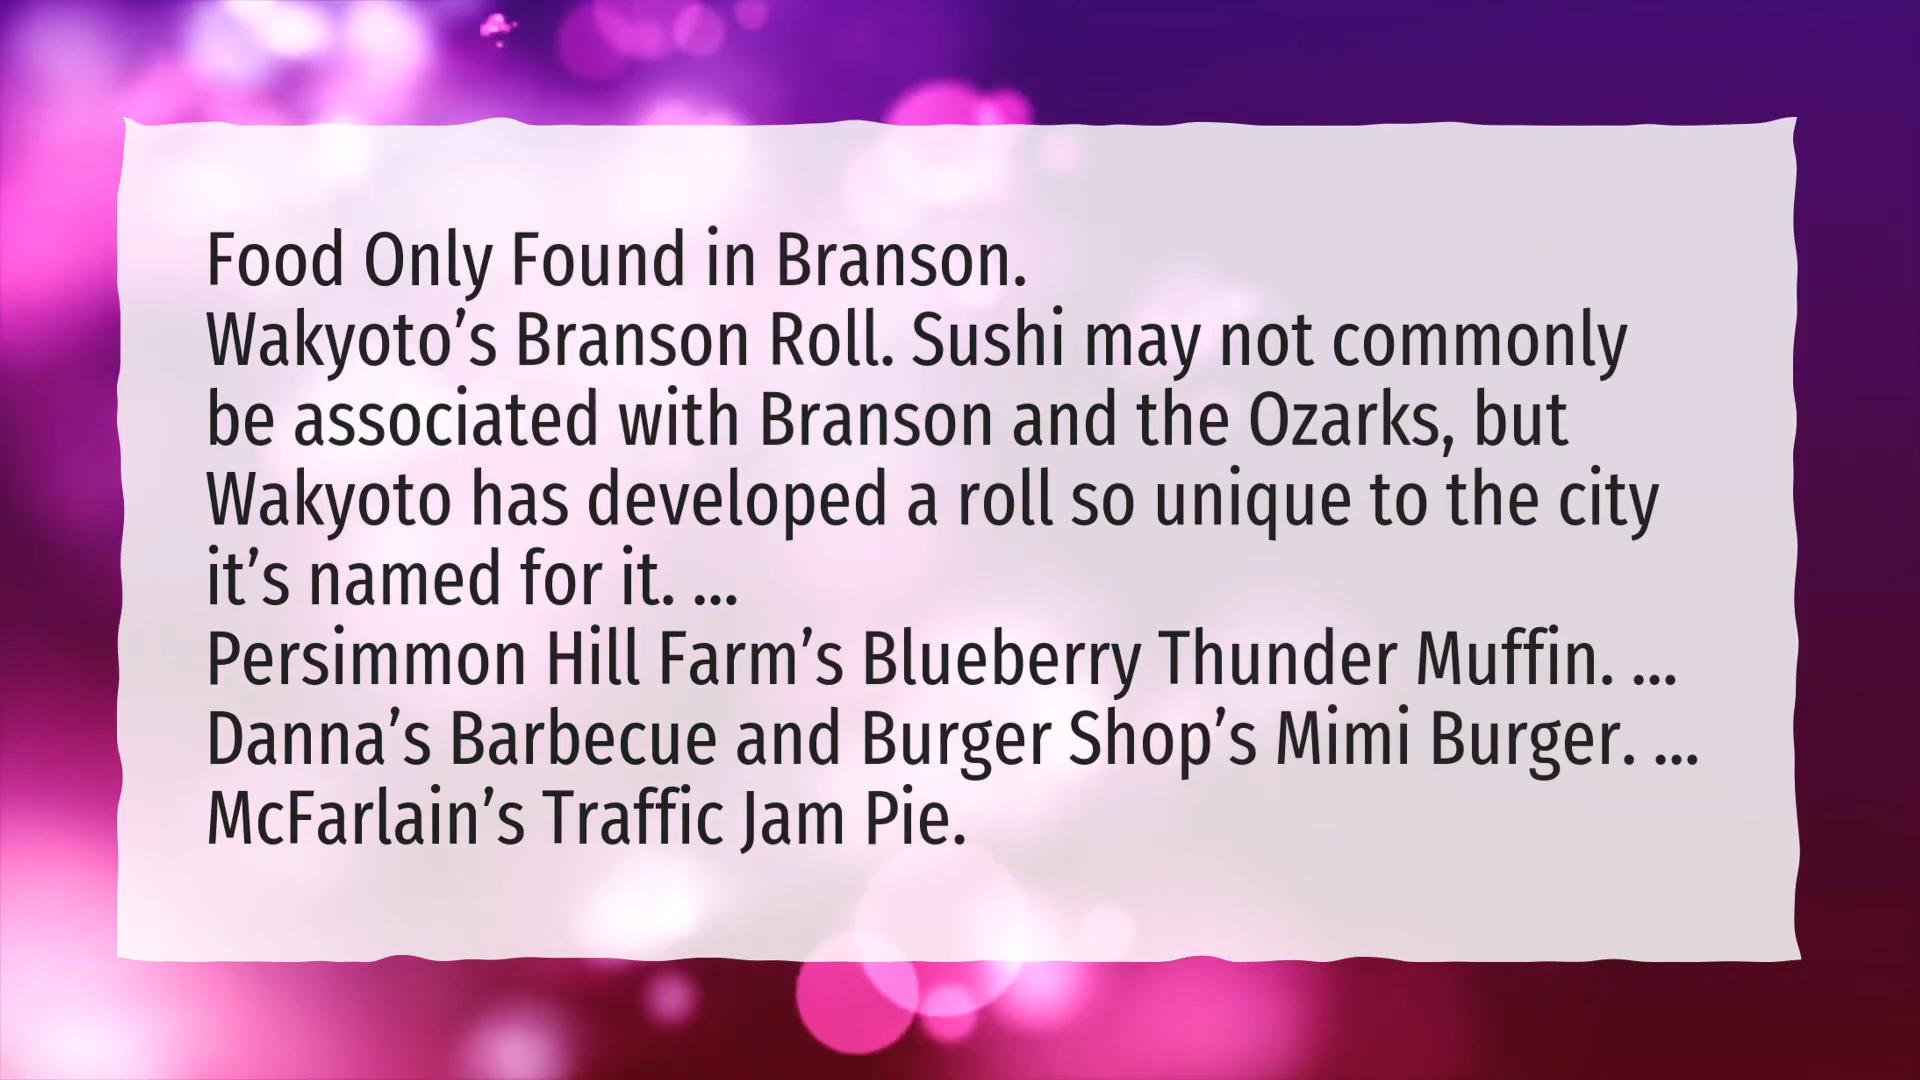 Food Only Found in Branson.
Wakyoto’s Branson Roll. Sushi may not commonly
be associated with Branson and the Ozarks, but
Wakyoto has developed a roll so unique to the city
it’s named for it. ...
Persimmon Hill Farm’s Blueberry Thunder Muffin. ...
Danna’s Barbecue and Burger Shop’s Mimi Burger. ...
McFarlain’s Traffic Jam Pie.